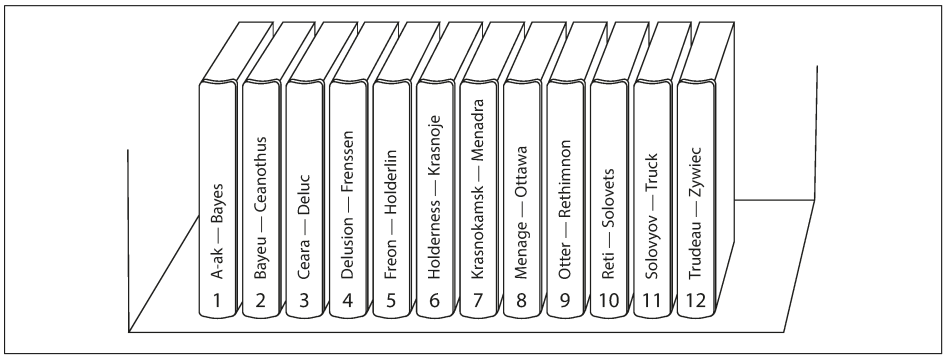 A-ak — Bayes
1
Bayeu — Ceanothus
2
Ceara — Deluc
3
Delusion — Frenssen
4
Freon — Holderlin
5
Holderness — Krasnoje
6
Krasnokamsk — Menadra
7
Menage — Ottawa
8
Otter — Rethimnon
9
Reti — Solovets
10
Solovyov — Truck
11
Trudeau — Zywiec
12